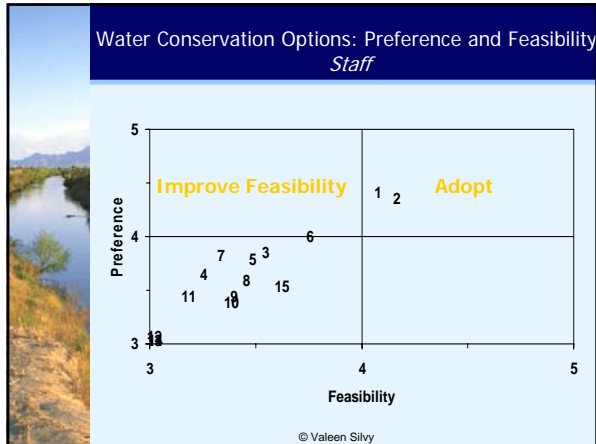 Water Conservation Options: Preference and Feasibility
Staff
5
Improve Feasibility
Adopt
1
2
Preference
4
6
7
5
3
4
8
15
11
9
10
3
3
4
5
Feasibility
© Valeen Silvy